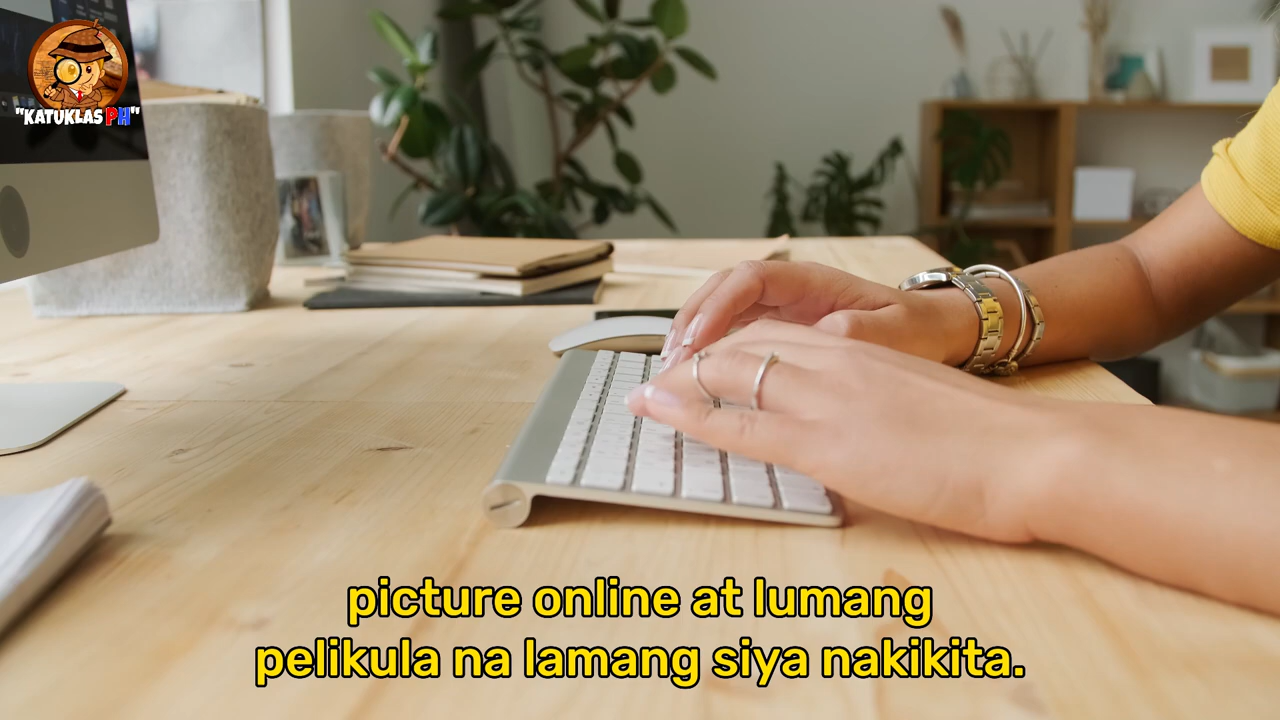 "KATUKLAS PH"
picture online at lumang
pelikula na lamang siya nakikita.